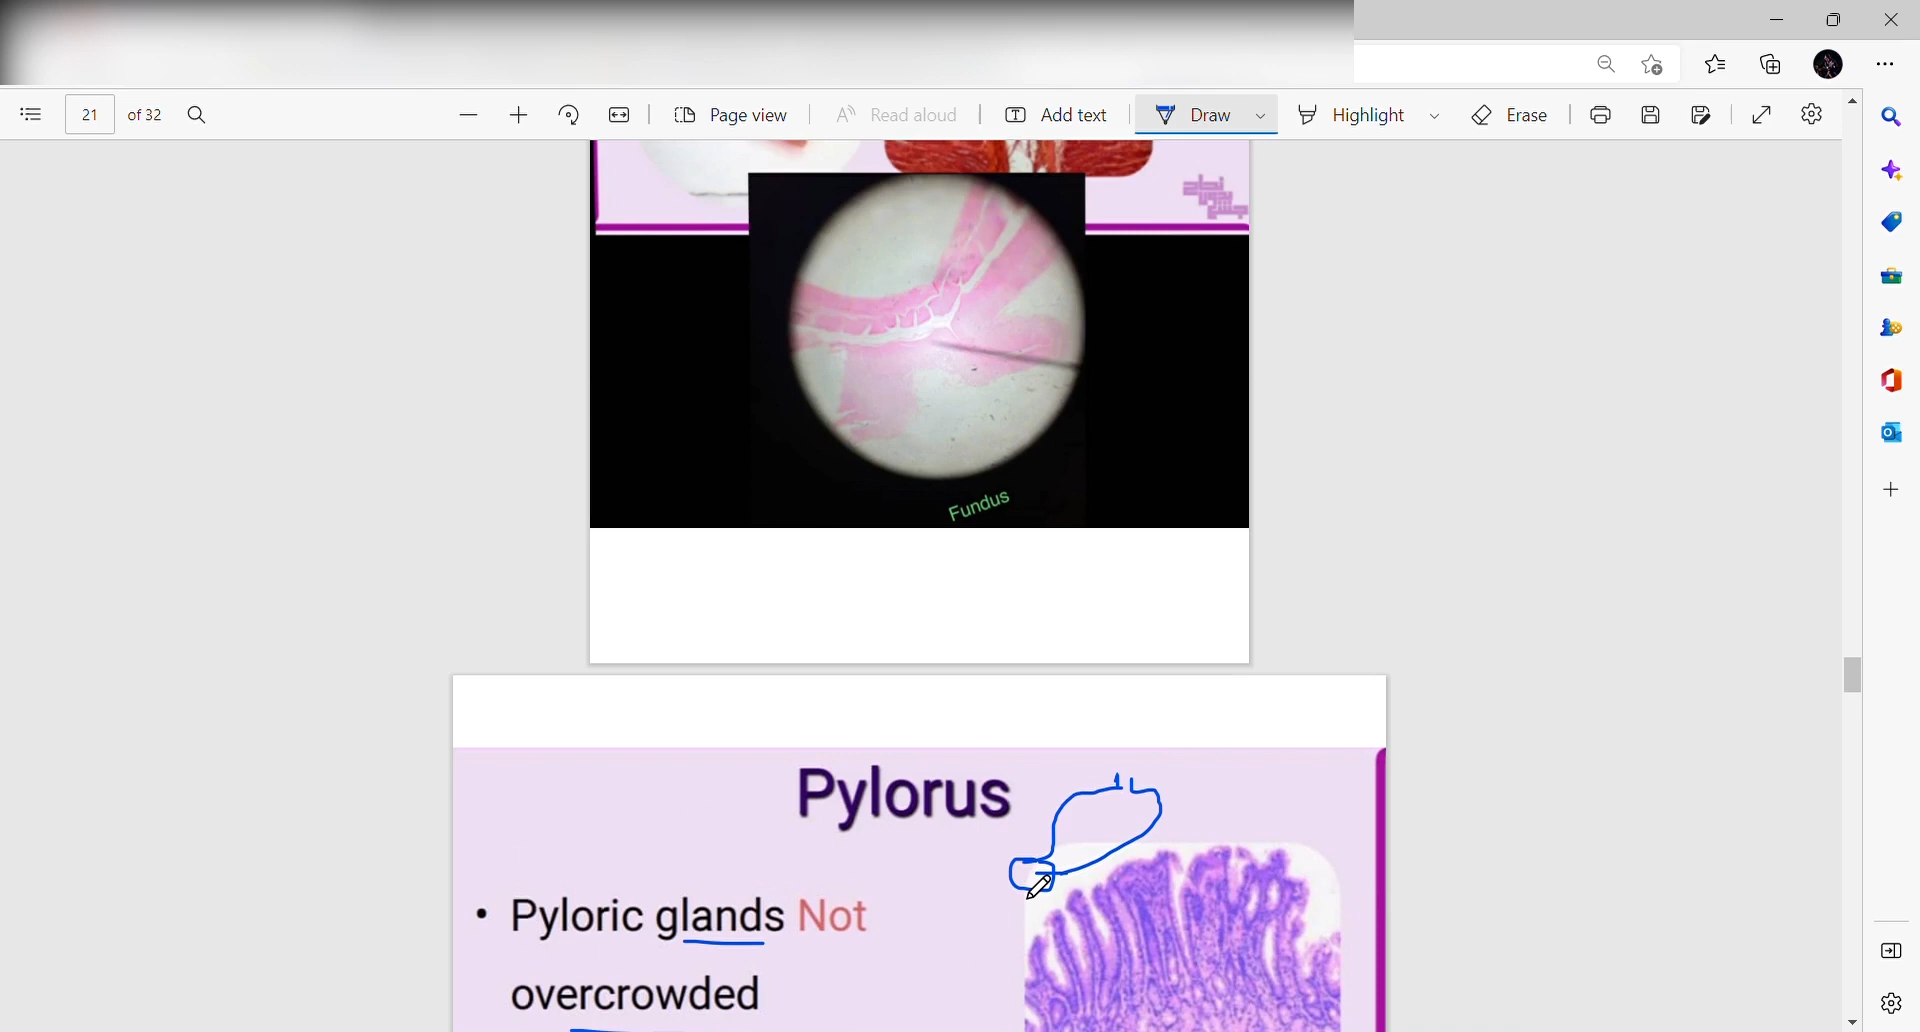 21 of 32 Page view Read aloud Add text Draw Highlight Erase
Fundus
Pylorus
• Pyloric glands Not
overcrowded